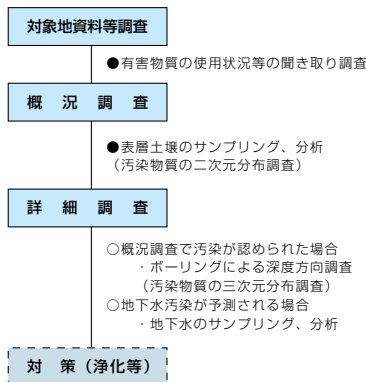 対象地資料等調査
●有害物質の使用状況等の聞き取り調査
概　況　調　査
●表層土壌のサンプリング、分析
（汚染物質の二次元分布調査）
詳　細　調　査
○概況調査で汚染が認められた場合
・ボーリングによる深度方向調査
（汚染物質の三次元分布調査）
○地下水汚染が予測される場合
・地下水のサンプリング、分析
対　策（浄化等）